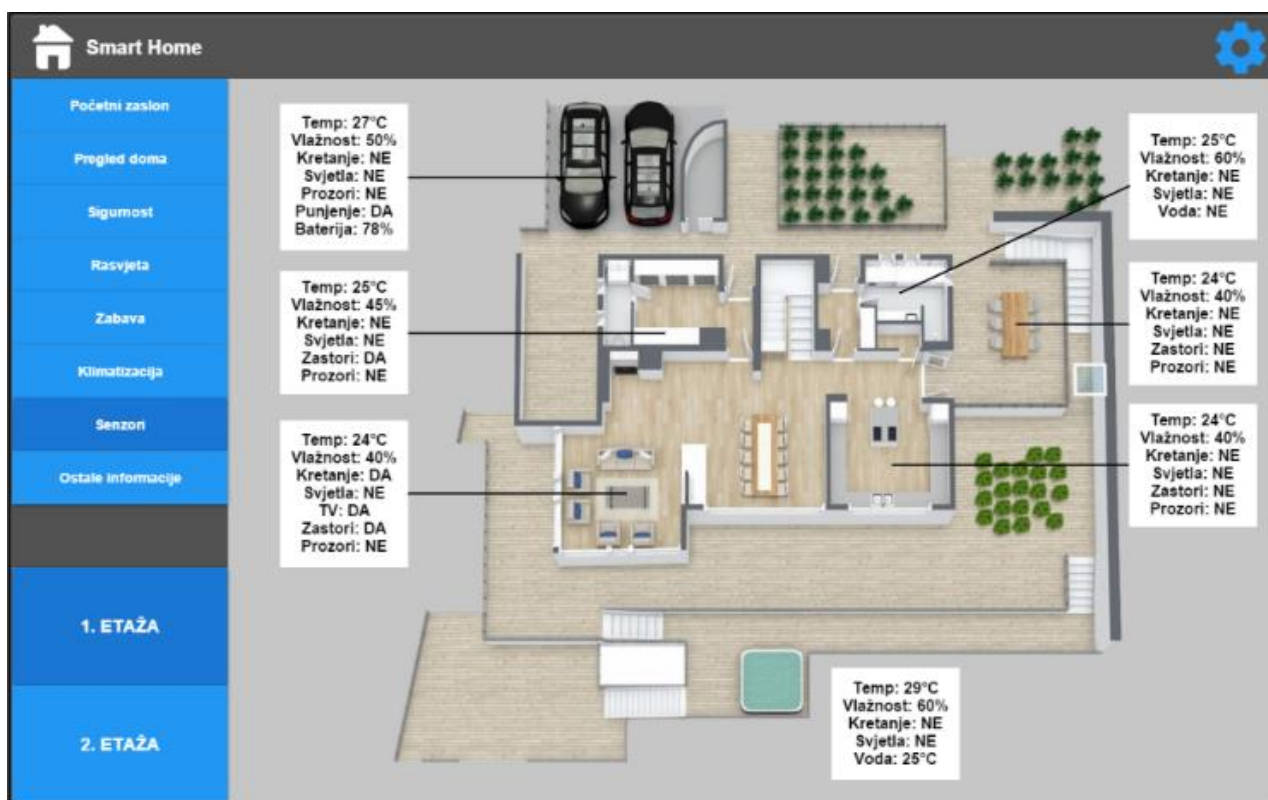 Smart Home
Početni zaslon
Pregled doma
Sigurnost
Rasvjeta
Zabava
Klimatizacija
Senzori
Ostale informacije
1. ETAŽA
2. ETAŽA
Temp: 27°C
Vlažnost: 50%
Kretanje: NE
Svjetla: NE
Prozori: NE
Punjenje: DA
Baterija: 78%
Temp: 25°C
Vlažnost: 45%
Kretanje: NE
Svjetla: NE
Zastori: DA
Prozori: NE
Temp: 24°C
Vlažnost: 40%
Kretanje: DA
Svjetla: NE
TV: DA
Zastori: DA
Prozori: NE
Temp: 25°C
Vlažnost: 60%
Kretanje: NE
Svjetla: NE
Voda: NE
Temp: 24°C
Vlažnost: 40%
Kretanje: NE
Svjetla: NE
Zastori: NE
Prozori: NE
Temp: 24°C
Vlažnost: 40%
Kretanje: NE
Svjetla: NE
Zastori: NE
Prozori: NE
Temp: 29°C
Vlažnost: 60%
Kretanje: NE
Svjetla: NE
Voda: 25°C